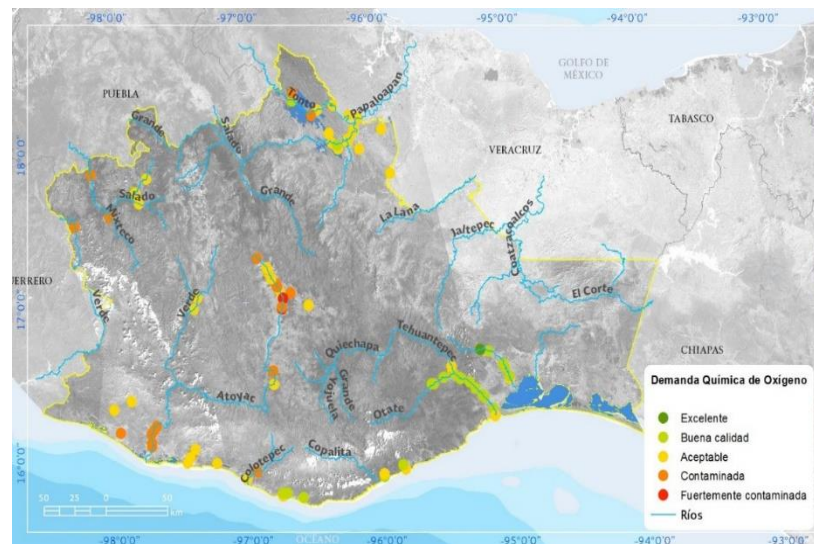 -98°0'0" -97°0'0" -96°0'0" -95°0'0" -94°0'0" -93°0'0"
GOLFO DE
MÉXICO
PUEBLA
TABASCO
VERACRUZ
18°0'0"
Tonto
Papaloapan
Grande
Salado
Salado
Mixteco
Grande
La Lana
Jaltepec
Coatzacoalcos
El Corte
GUERRERO
Verde
Verde
17°0'0"
CHIAPAS
Quiechapa
Tehuantepec
Grande
Atoyac
Otate
Colotepec
Copalita
16°0'0"
Demanda Química de Oxígeno
Excelente
Buena calidad
Aceptable
Contaminada
Fuertemente contaminada
Ríos
50 25 0 50
km
OCÉANO
-98°0'0" -97°0'0" -96°0'0" -95°0'0" -94°0'0" -93°0'0"